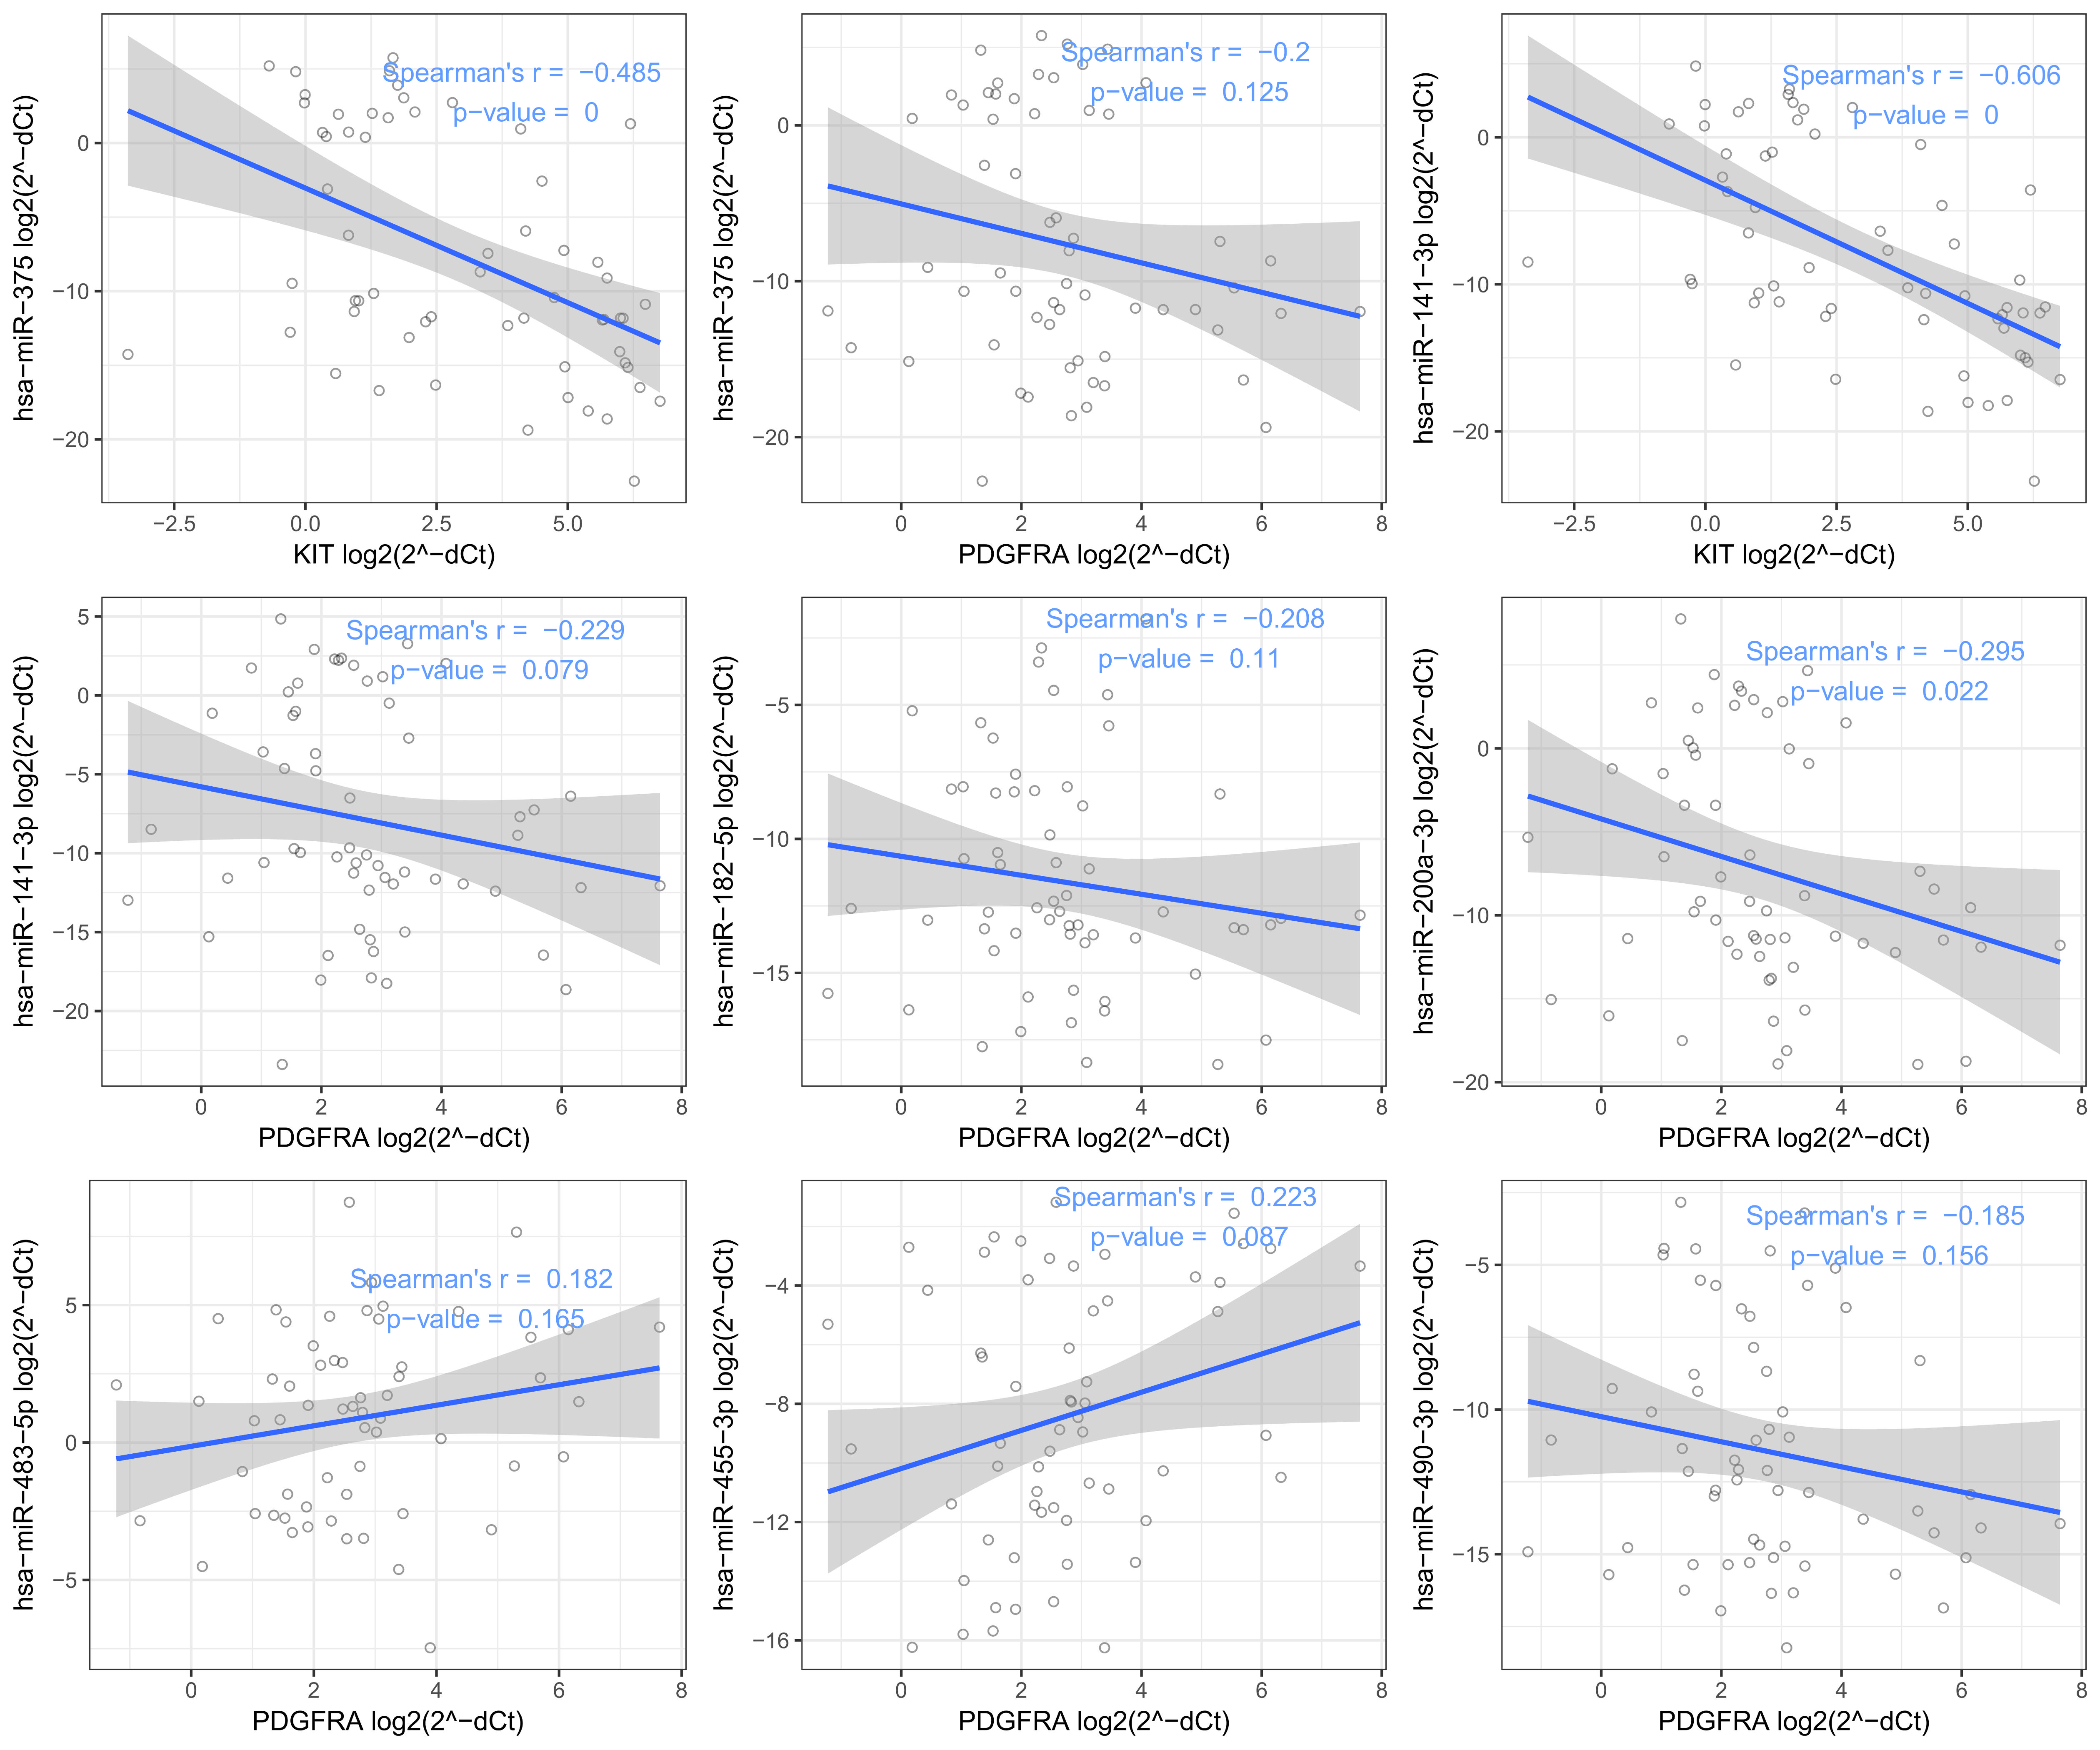 hsa−miR−375 log2(2^−dCt)
Spearman's r = −0.485
p−value = 0
0
−10
−20
−2.5 0.0 2.5 5.0
KIT log2(2^−dCt)
hsa−miR−375 log2(2^−dCt)
Spearman's r = −0.2
p−value = 0.125
0
−10
−20
0 2 4 6 8
PDGFRA log2(2^−dCt)
hsa−miR−141−3p log2(2^−dCt)
Spearman's r = −0.606
p−value = 0
0
−10
−20
−2.5 0.0 2.5 5.0
KIT log2(2^−dCt)
hsa−miR−141−3p log2(2^−dCt)
Spearman's r = −0.229
p−value = 0.079
5
0
−5
−10
−15
−20
0 2 4 6 8
PDGFRA log2(2^−dCt)
hsa−miR−182−5p log2(2^−dCt)
Spearman's r = −0.208
p−value = 0.11
−5
−10
−15
0 2 4 6 8
PDGFRA log2(2^−dCt)
hsa−miR−200a−3p log2(2^−dCt)
Spearman's r = −0.295
p−value = 0.022
0
−10
−20
0 2 4 6 8
PDGFRA log2(2^−dCt)
hsa−miR−483−5p log2(2^−dCt)
Spearman's r = 0.182
p−value = 0.165
5
0
−5
0 2 4 6 8
PDGFRA log2(2^−dCt)
hsa−miR−455−3p log2(2^−dCt)
Spearman's r = 0.223
p−value = 0.087
−4
−8
−12
−16
0 2 4 6 8
PDGFRA log2(2^−dCt)
hsa−miR−490−3p log2(2^−dCt)
Spearman's r = −0.185
p−value = 0.156
−5
−10
−15
0 2 4 6 8
PDGFRA log2(2^−dCt)